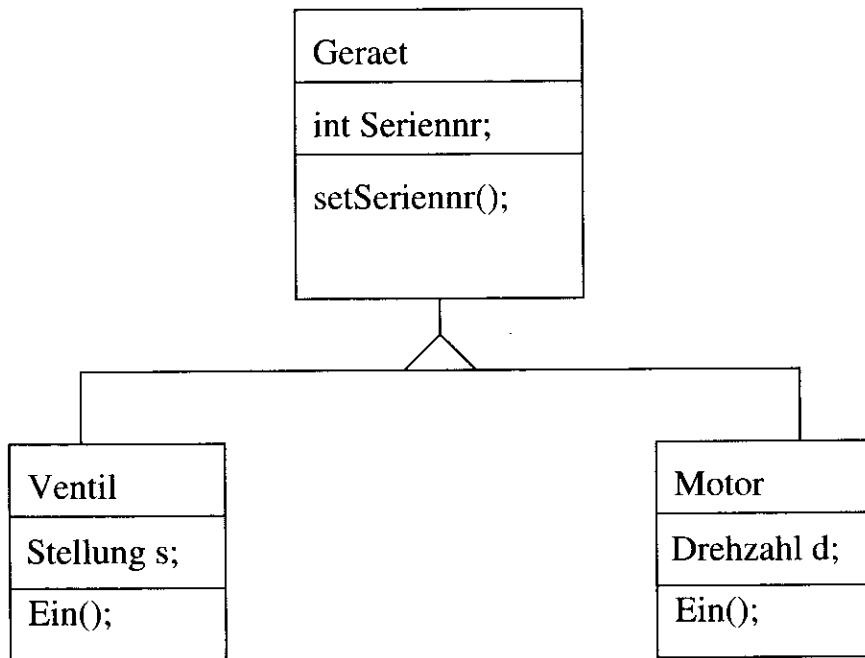 Geraet
int Seriennr;
setSeriennr();
Ventil
Stellung s;
Ein();
Motor
Drehzahl d;
Ein();